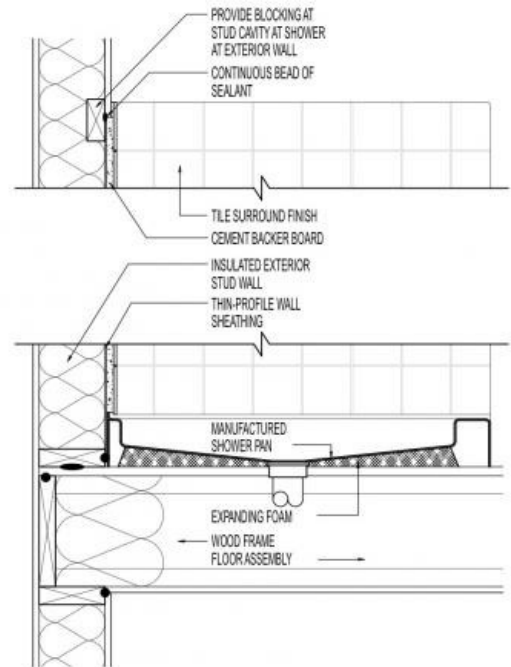 PROVIDE BLOCKING AT
STUD CAVITY AT SHOWER
AT EXTERIOR WALL
CONTINUOUS BEAD OF
SEALANT
TILE SURROUND FINISH
CEMENT BACKER BOARD
INSULATED EXTERIOR
STUD WALL
THIN-PROFILE WALL
SHEATHING
MANUFACTURED
SHOWER PAN
EXPANDING FOAM
WOOD FRAME
FLOOR ASSEMBLY